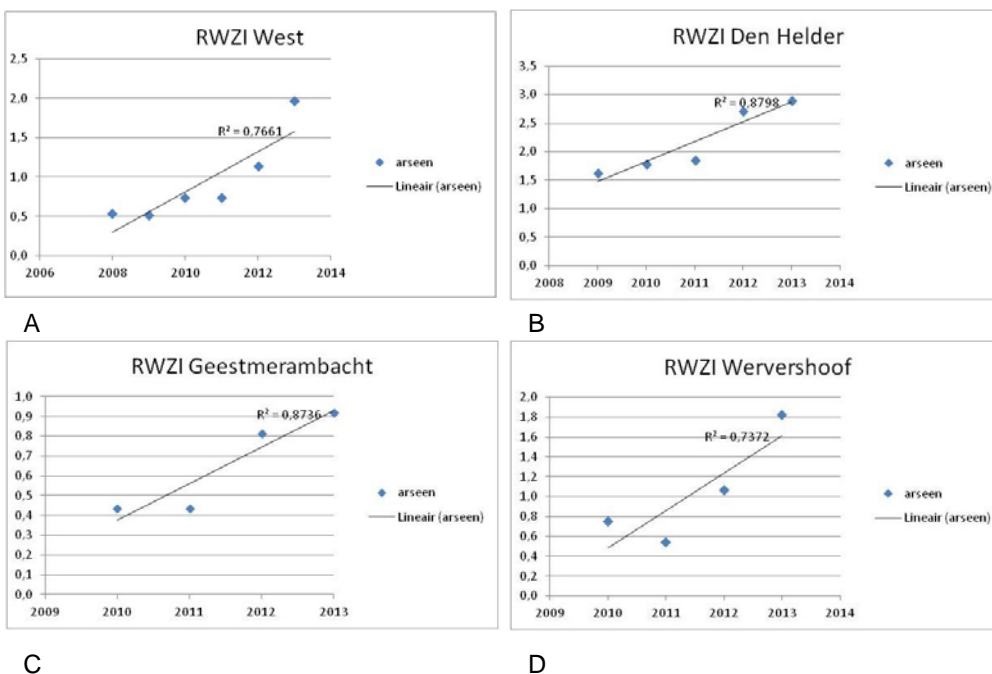 RWZI West
2,5
2,0
1,5
1,0
0,5
0,0
R² = 0,7661
arseen
Lineair (arseen)
2006 2008 2010 2012 2014
A
RWZI Den Helder
3,5
3,0
2,5
2,0
1,5
1,0
0,5
0,0
R² = 0,8798
arseen
Lineair (arseen)
2008 2009 2010 2011 2012 2013 2014
B
RWZI Geestmerambacht
1,0
0,9
0,8
0,7
0,6
0,5
0,4
0,3
0,2
0,1
0,0
R² = 0,8736
arseen
Lineair (arseen)
2009 2010 2011 2012 2013
C
RWZI Wervershoof
2,0
1,8
1,6
1,4
1,2
1,0
0,8
0,6
0,4
0,2
0,0
R² = 0,7372
arseen
Lineair (arseen)
2009 2010 2011 2012 2013 2014
D